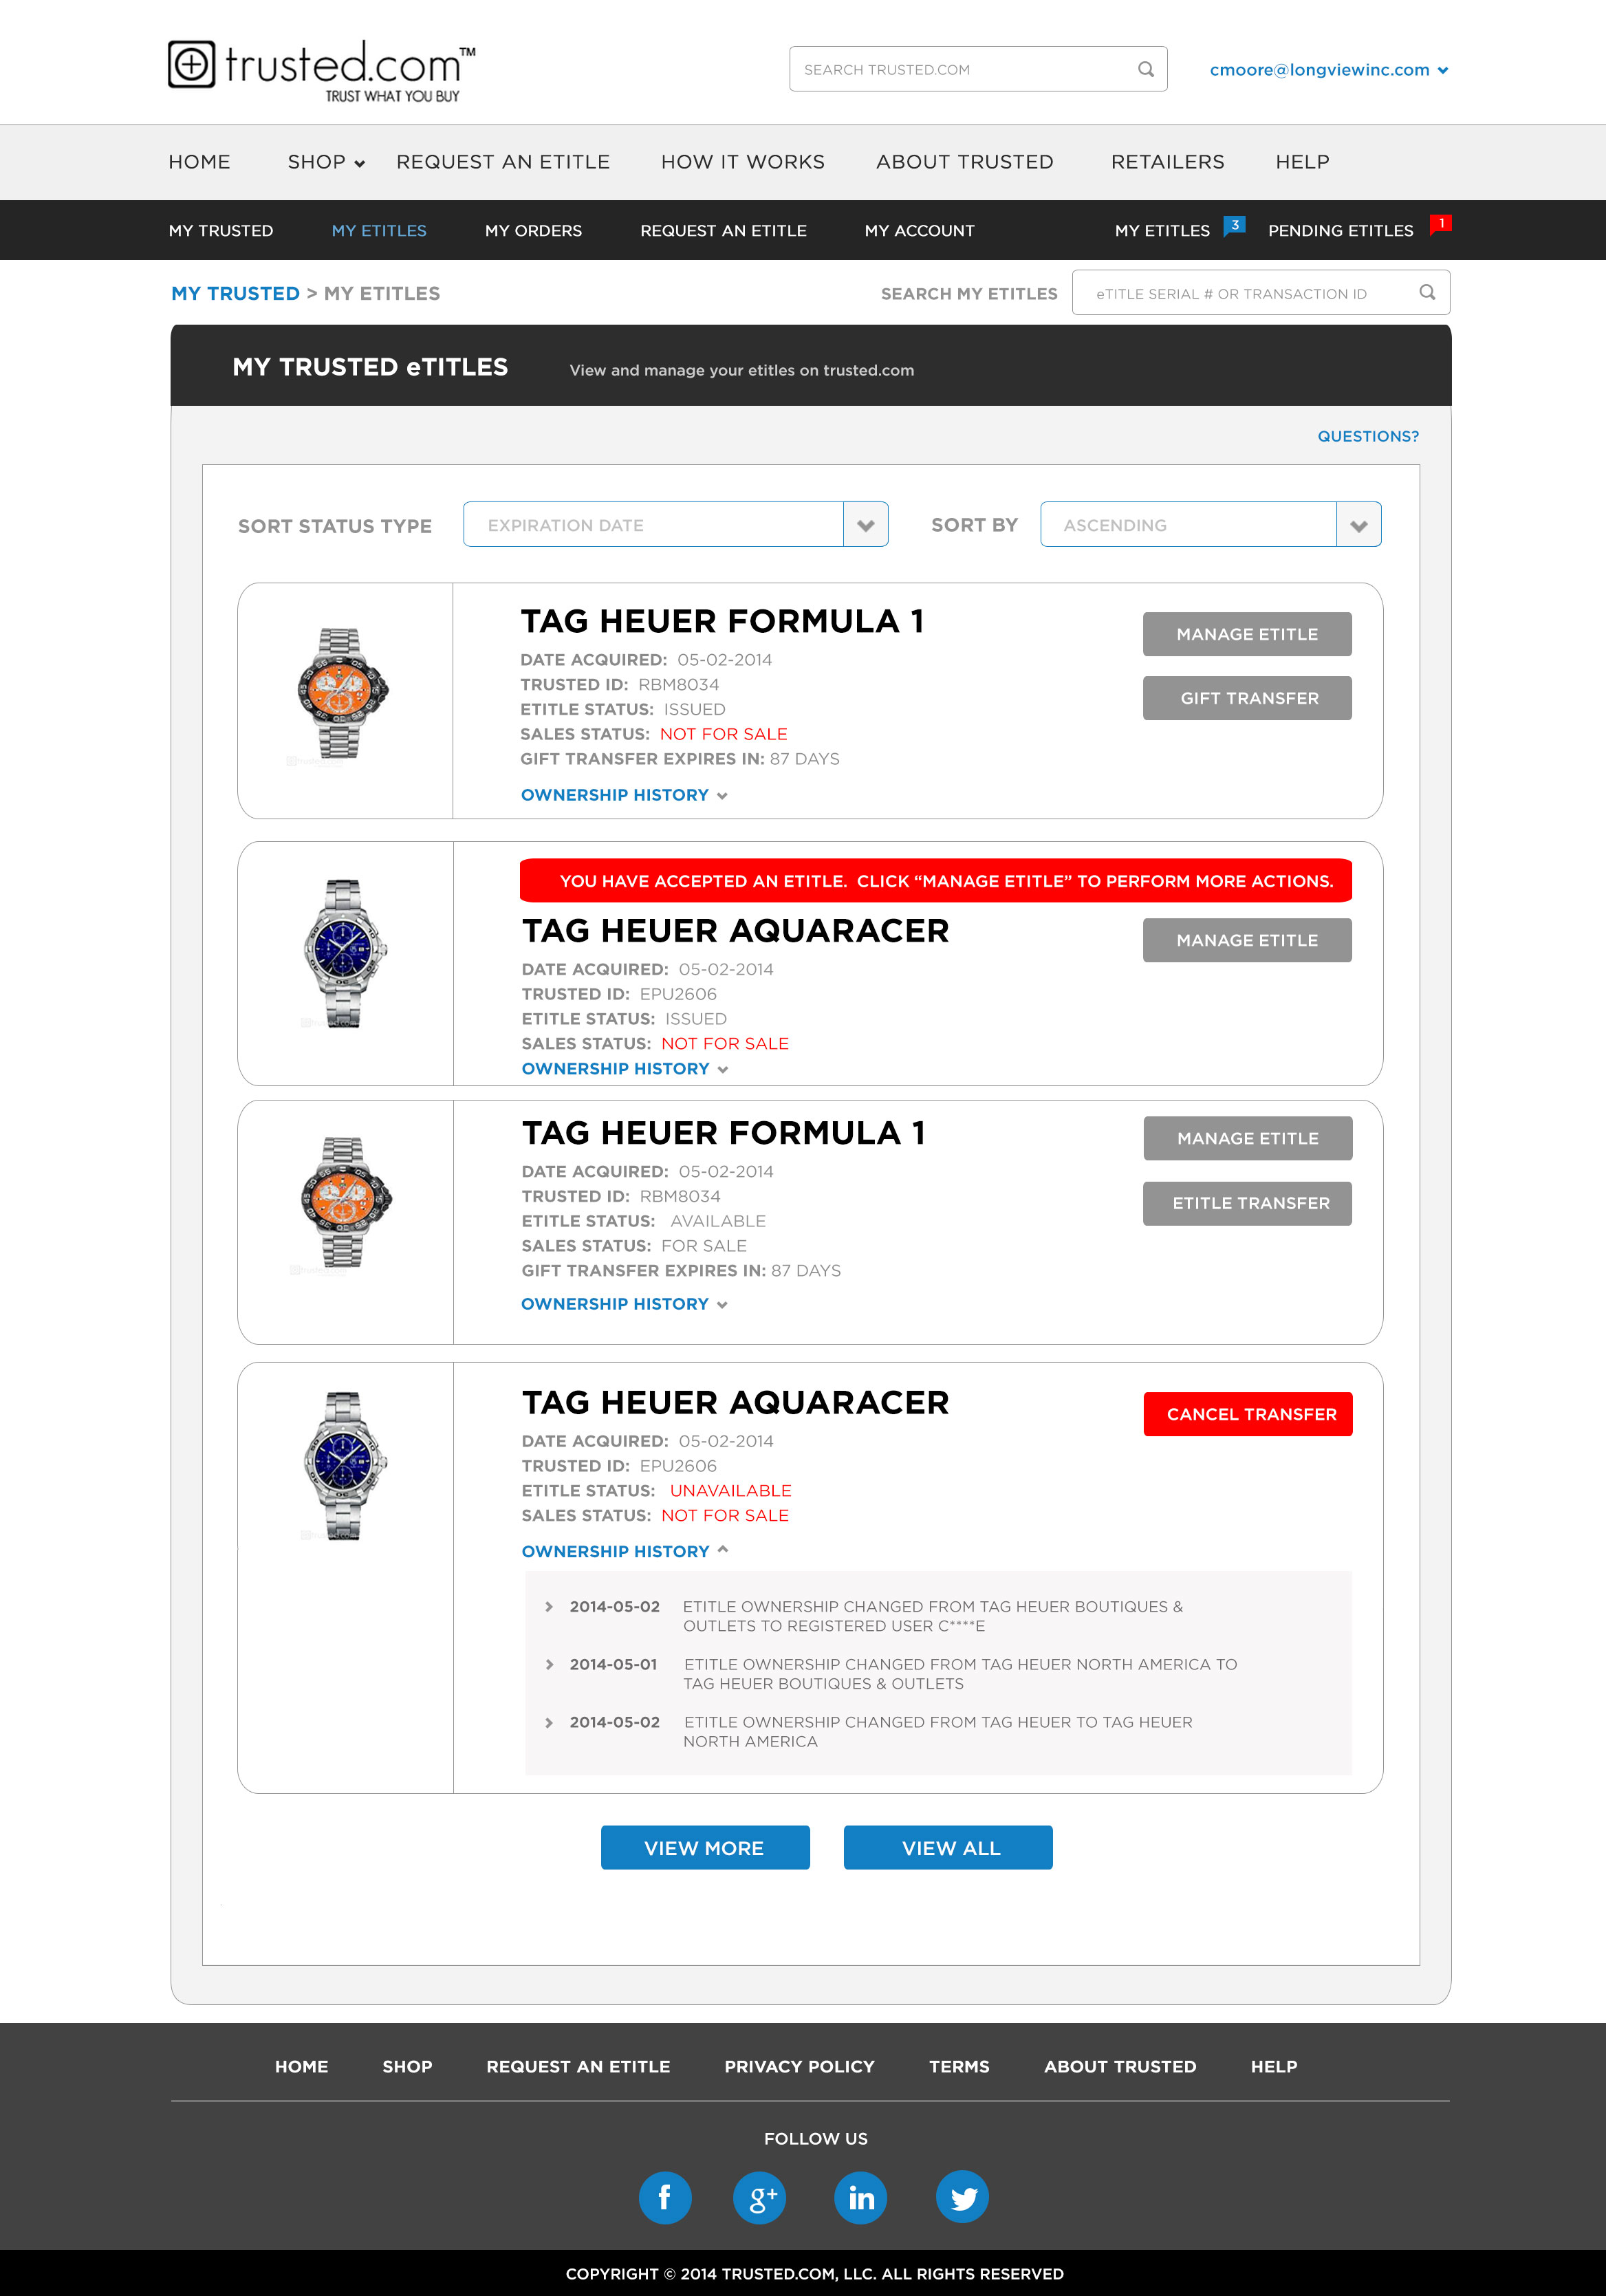 trusted.com™
TRUST WHAT YOU BUY
SEARCH TRUSTED.COM
cmoore@longviewinc.com
HOME SHOP REQUEST AN ETITLE HOW IT WORKS ABOUT TRUSTED RETAILERS HELP
MY TRUSTED MY ETITLES MY ORDERS REQUEST AN ETITLE MY ACCOUNT MY ETITLES 3 PENDING ETITLES 1
MY TRUSTED > MY ETITLES SEARCH MY ETITLES eTITLE SERIAL # OR TRANSACTION ID
MY TRUSTED eTITLES View and manage your etitles on trusted.com
QUESTIONS?
SORT STATUS TYPE EXPIRATION DATE SORT BY ASCENDING
TAG HEUER FORMULA 1
MANAGE ETITLE
DATE ACQUIRED: 05-02-2014
TRUSTED ID: RBM8034
GIFT TRANSFER
ETITLE STATUS: ISSUED
SALES STATUS: NOT FOR SALE
GIFT TRANSFER EXPIRES IN: 87 DAYS
OWNERSHIP HISTORY
YOU HAVE ACCEPTED AN ETITLE. CLICK “MANAGE ETITLE” TO PERFORM MORE ACTIONS.
TAG HEUER AQUARACER
MANAGE ETITLE
DATE ACQUIRED: 05-02-2014
TRUSTED ID: EPU2606
ETITLE STATUS: ISSUED
SALES STATUS: NOT FOR SALE
OWNERSHIP HISTORY
TAG HEUER FORMULA 1
MANAGE ETITLE
DATE ACQUIRED: 05-02-2014
TRUSTED ID: RBM8034
ETITLE TRANSFER
ETITLE STATUS: AVAILABLE
SALES STATUS: FOR SALE
GIFT TRANSFER EXPIRES IN: 87 DAYS
OWNERSHIP HISTORY
TAG HEUER AQUARACER
CANCEL TRANSFER
DATE ACQUIRED: 05-02-2014
TRUSTED ID: EPU2606
ETITLE STATUS: UNAVAILABLE
SALES STATUS: NOT FOR SALE
OWNERSHIP HISTORY
2014-05-02 ETITLE OWNERSHIP CHANGED FROM TAG HEUER BOUTIQUES &
OUTLETS TO REGISTERED USER C****E
2014-05-01 ETITLE OWNERSHIP CHANGED FROM TAG HEUER NORTH AMERICA TO
TAG HEUER BOUTIQUES & OUTLETS
2014-05-02 ETITLE OWNERSHIP CHANGED FROM TAG HEUER TO TAG HEUER
NORTH AMERICA
VIEW MORE VIEW ALL
HOME SHOP REQUEST AN ETITLE PRIVACY POLICY TERMS ABOUT TRUSTED HELP
FOLLOW US
f g+ in
COPYRIGHT © 2014 TRUSTED.COM, LLC. ALL RIGHTS RESERVED